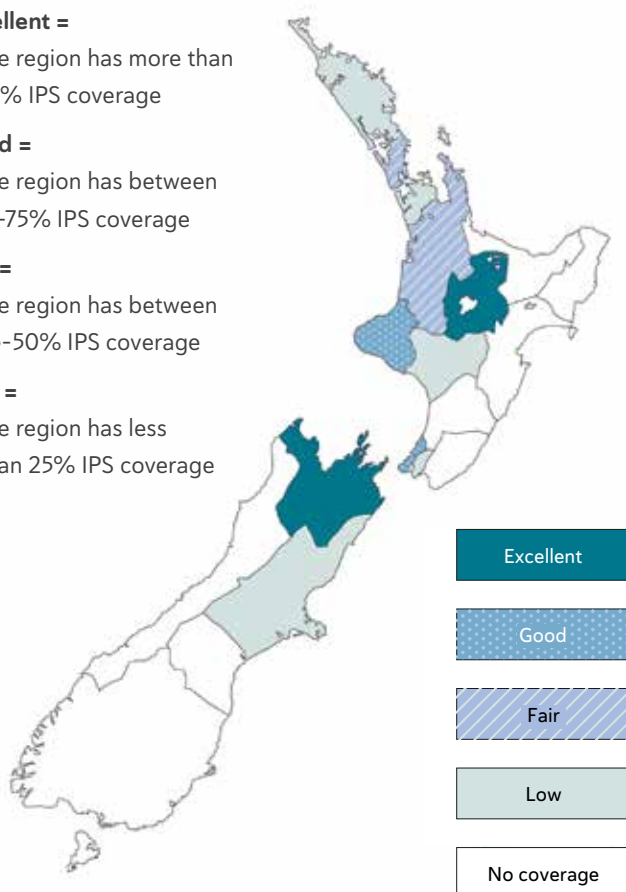 ellent =
e region has more than
% IPS coverage
d =
e region has between
-75% IPS coverage
=
e region has between
-50% IPS coverage
=
e region has less
an 25% IPS coverage
Excellent
Good
Fair
Low
No coverage